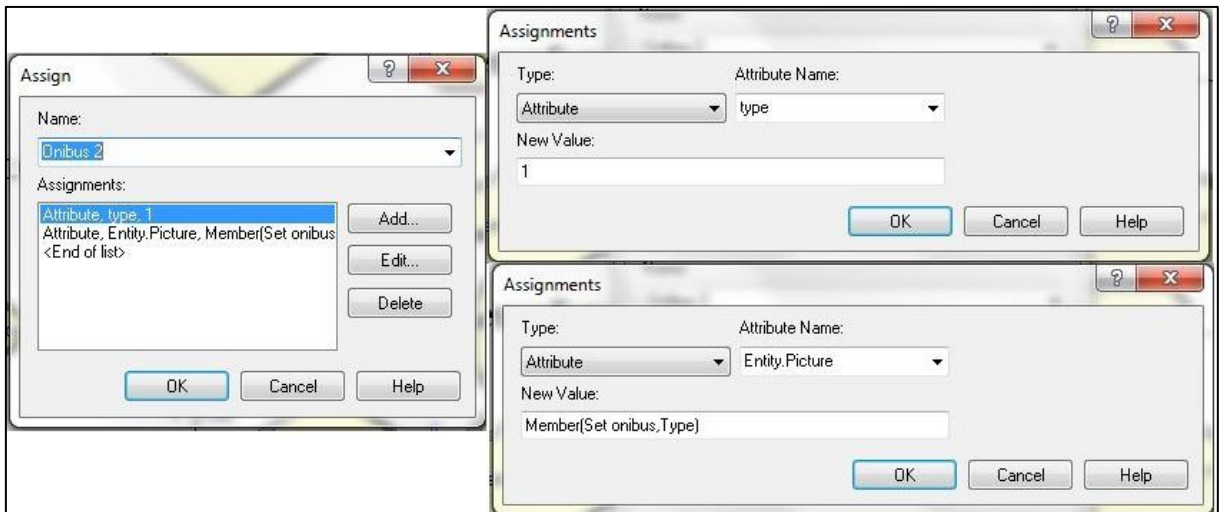 Assign
Name:
Onibus 2
Assignments:
Attribute, type, 1
Attribute, Entity.Picture, Member(Set onibus
<End of list>
Add...
Edit...
Delete
OK Cancel Help
Assignments
Type: Attribute Name:
Attribute type
New Value:
1
OK Cancel Help
Assignments
Type: Attribute Name:
Attribute Entity.Picture
New Value:
Member(Set onibus,Type)
OK Cancel Help